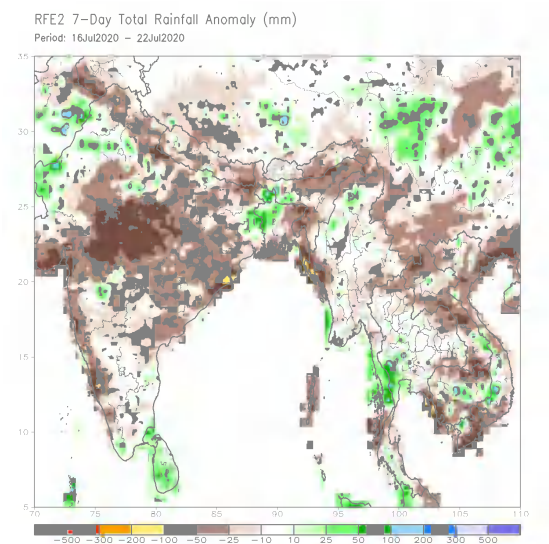 RFE2 7-Day Total Rainfall Anomaly (mm)
Period: 16Jul2020 - 22Jul2020
35
30
25
20
15
10
5
70 75 80 85 90 95 100 105 110
-500 -300 -200 -100 -50 -25 -10 10 25 50 100 200 300 500